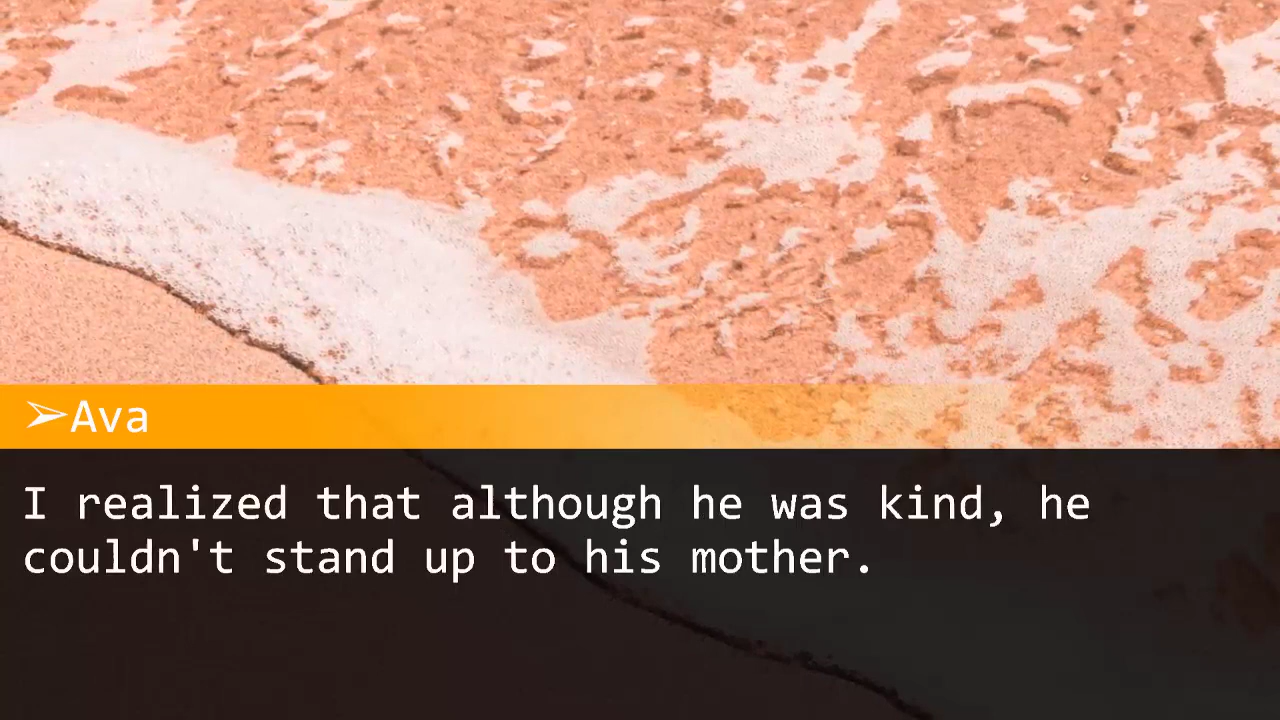 ➢Ava
I realized that although he was kind, he
couldn't stand up to his mother.